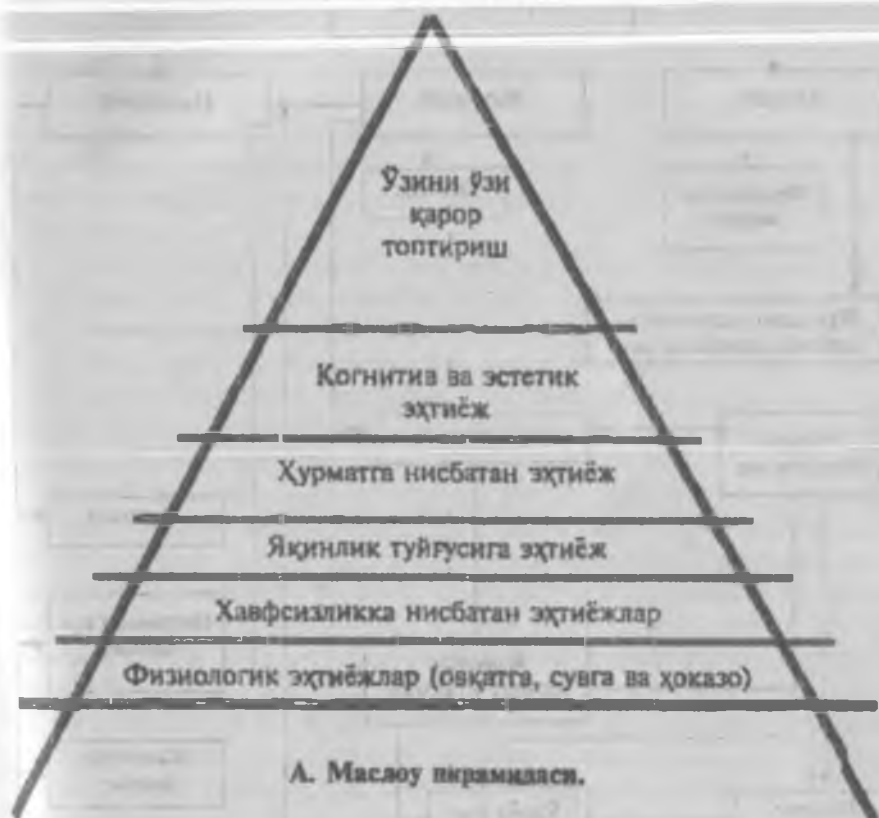 Ўзини ўзи
қарор
топтириш
Когнитив ва эстетик
эҳтиёж
Ҳурматга нисбатан эҳтиёж
Яқинлик туйғусига эҳтиёж
Хавфсизликка нисбатан эҳтиёжлар
Физиологик эҳтиёжлар (овқатга, сувга ва ҳоказо)
А. Маслоу пирамидаси.